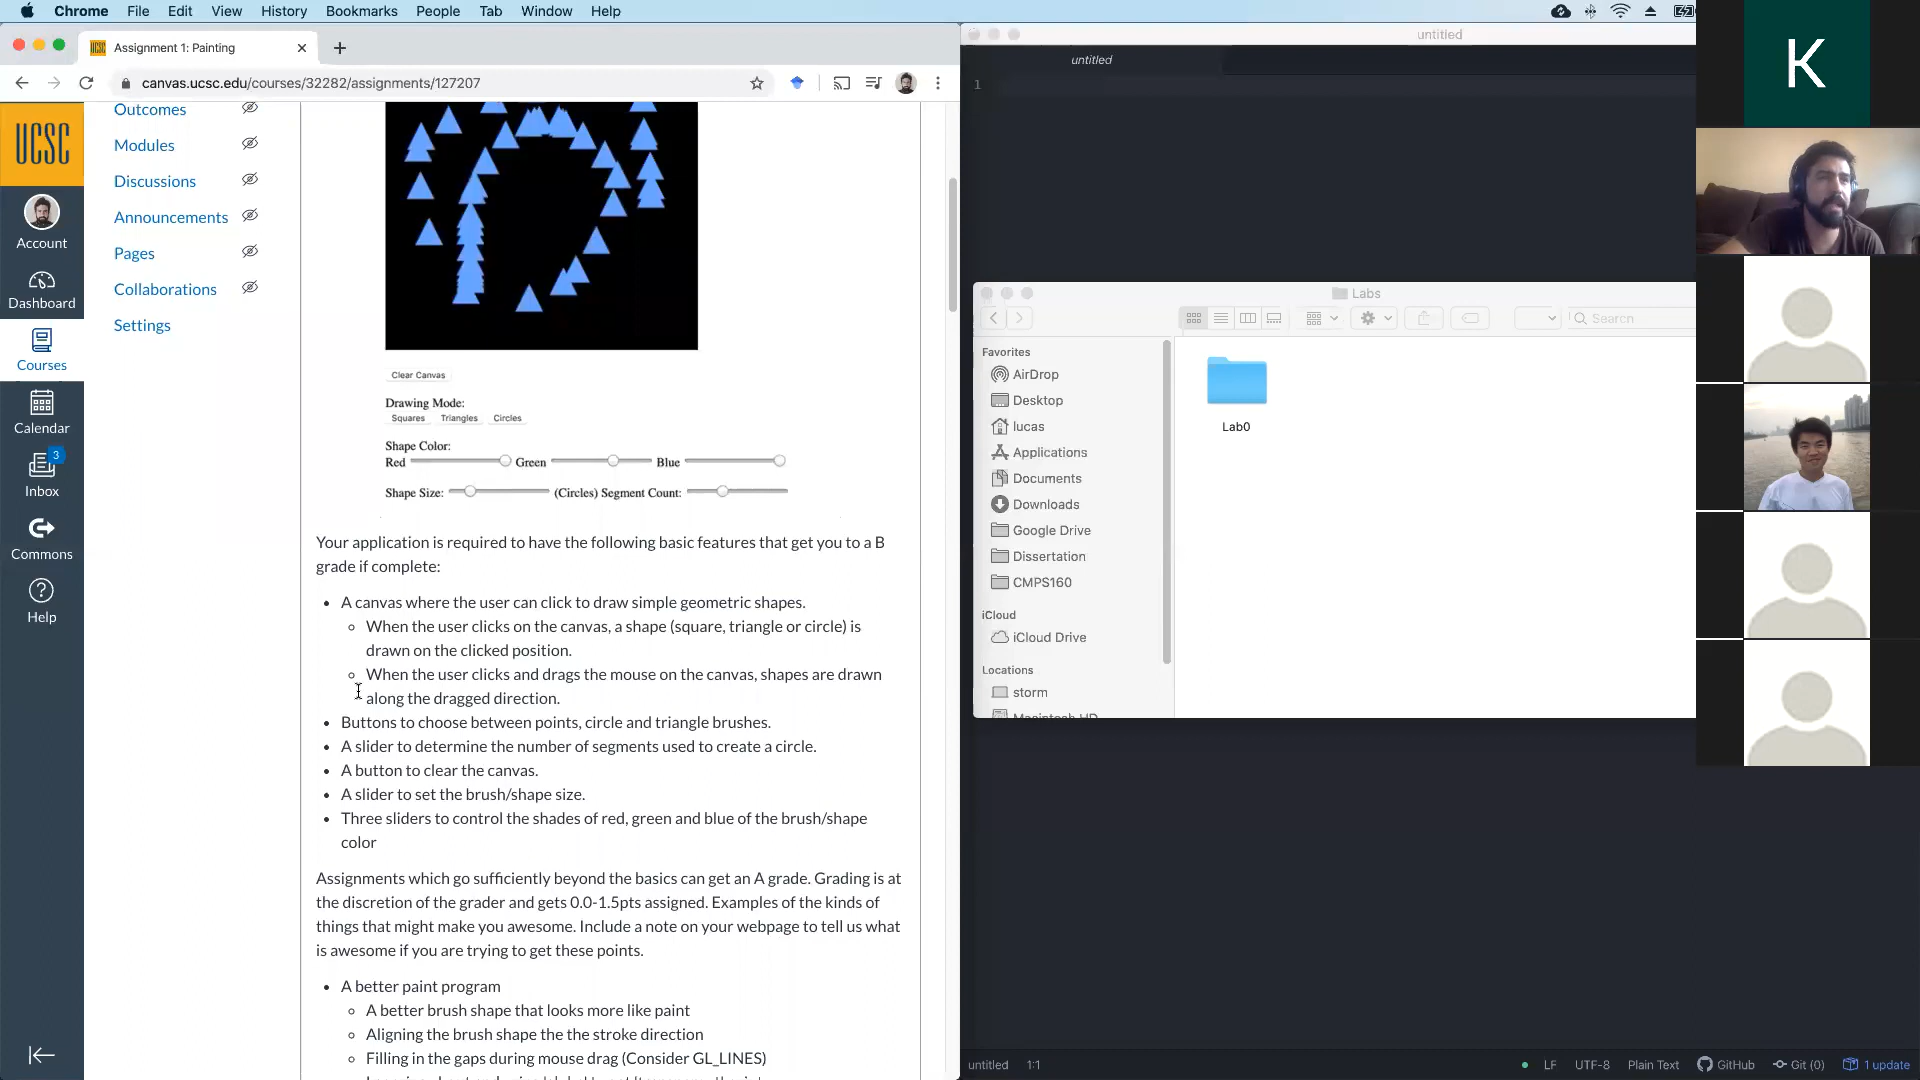 Chrome File Edit View History Bookmarks People Tab Window Help
Assignment 1: Painting
canvas.ucsc.edu/courses/32282/assignments/127207
UCSC
Account
Dashboard
Courses
Calendar
3
Inbox
Commons
Help
Outcomes
Modules
Discussions
Announcements
Pages
Collaborations
Settings
Clear Canvas
Drawing Mode:
Squares Triangles Circles
Shape Color:
Red Green Blue
Shape Size: (Circles) Segment Count:
Your application is required to have the following basic features that get you to a B
grade if complete:
A canvas where the user can click to draw simple geometric shapes.
When the user clicks on the canvas, a shape (square, triangle or circle) is
drawn on the clicked position.
When the user clicks and drags the mouse on the canvas, shapes are drawn
along the dragged direction.
Buttons to choose between points, circle and triangle brushes.
A slider to determine the number of segments used to create a circle.
A button to clear the canvas.
A slider to set the brush/shape size.
Three sliders to control the shades of red, green and blue of the brush/shape
color
Assignments which go sufficiently beyond the basics can get an A grade. Grading is at
the discretion of the grader and gets 0.0-1.5pts assigned. Examples of the kinds of
things that might make you awesome. Include a note on your webpage to tell us what
is awesome if you are trying to get these points.
A better paint program
A better brush shape that looks more like paint
Aligning the brush shape the the stroke direction
Filling in the gaps during mouse drag (Consider GL_LINES)
untitled
untitled
1
Labs
Search
Favorites
AirDrop
Desktop
lucas
Applications
Documents
Downloads
Google Drive
Dissertation
CMPS160
iCloud
iCloud Drive
Locations
storm
Macintosh HD
Lab0
untitled 1:1
LF UTF-8 Plain Text GitHub Git (0) 1 update
K